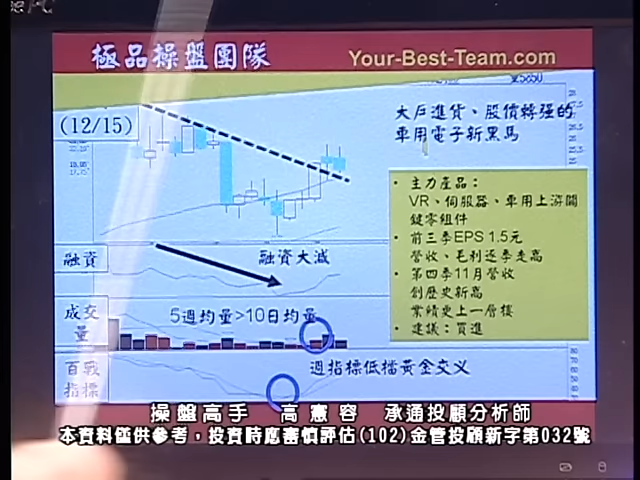 極品操盤團隊 Your-Best-Team.com
(12/15)
大戶進貨、股價轉強的
車用電子新黑馬
• 主力產品：
VR、伺服器、車用上游關
鍵零組件
• 前三季EPS 1.5元
營收、毛利逐季走高
• 第四季11月營收
創歷史新高
業績更上一層樓
• 建議：買進
融資
融資大減
成交
量
5週均量>10日均量
百戰
指標
週指標低檔黃金交叉
操盤高手 高憲容 承通投顧分析師
本資料僅供參考，投資時應審慎評估(102)金管投顧新字第032號